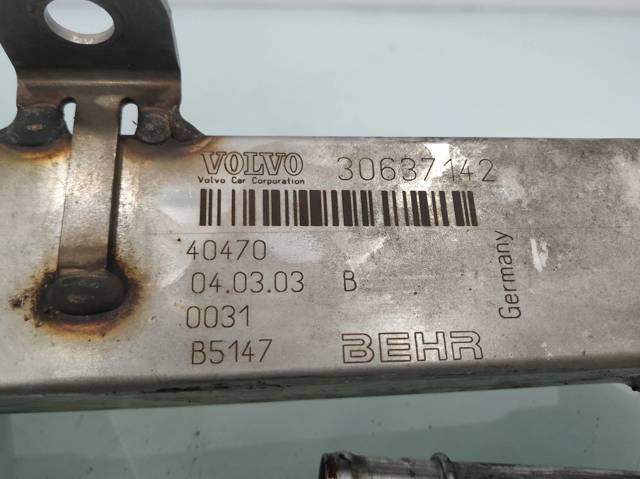 VOLVO 30637142
Volvo Car Corporation
40470
04.03.03 B
0031
B5147 BEHR
Germany